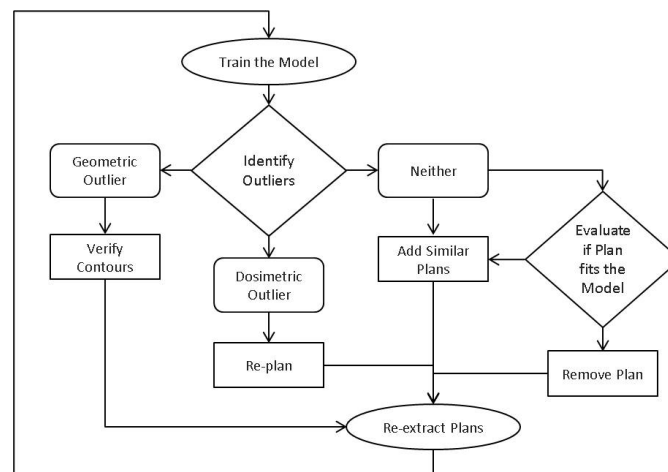 Train the Model
Geometric
Outlier
Identify
Outliers
Neither
Verify
Contours
Dosimetric
Outlier
Add Similar
Plans
Evaluate
if Plan
fits the
Model
Re-plan
Remove Plan
Re-extract Plans